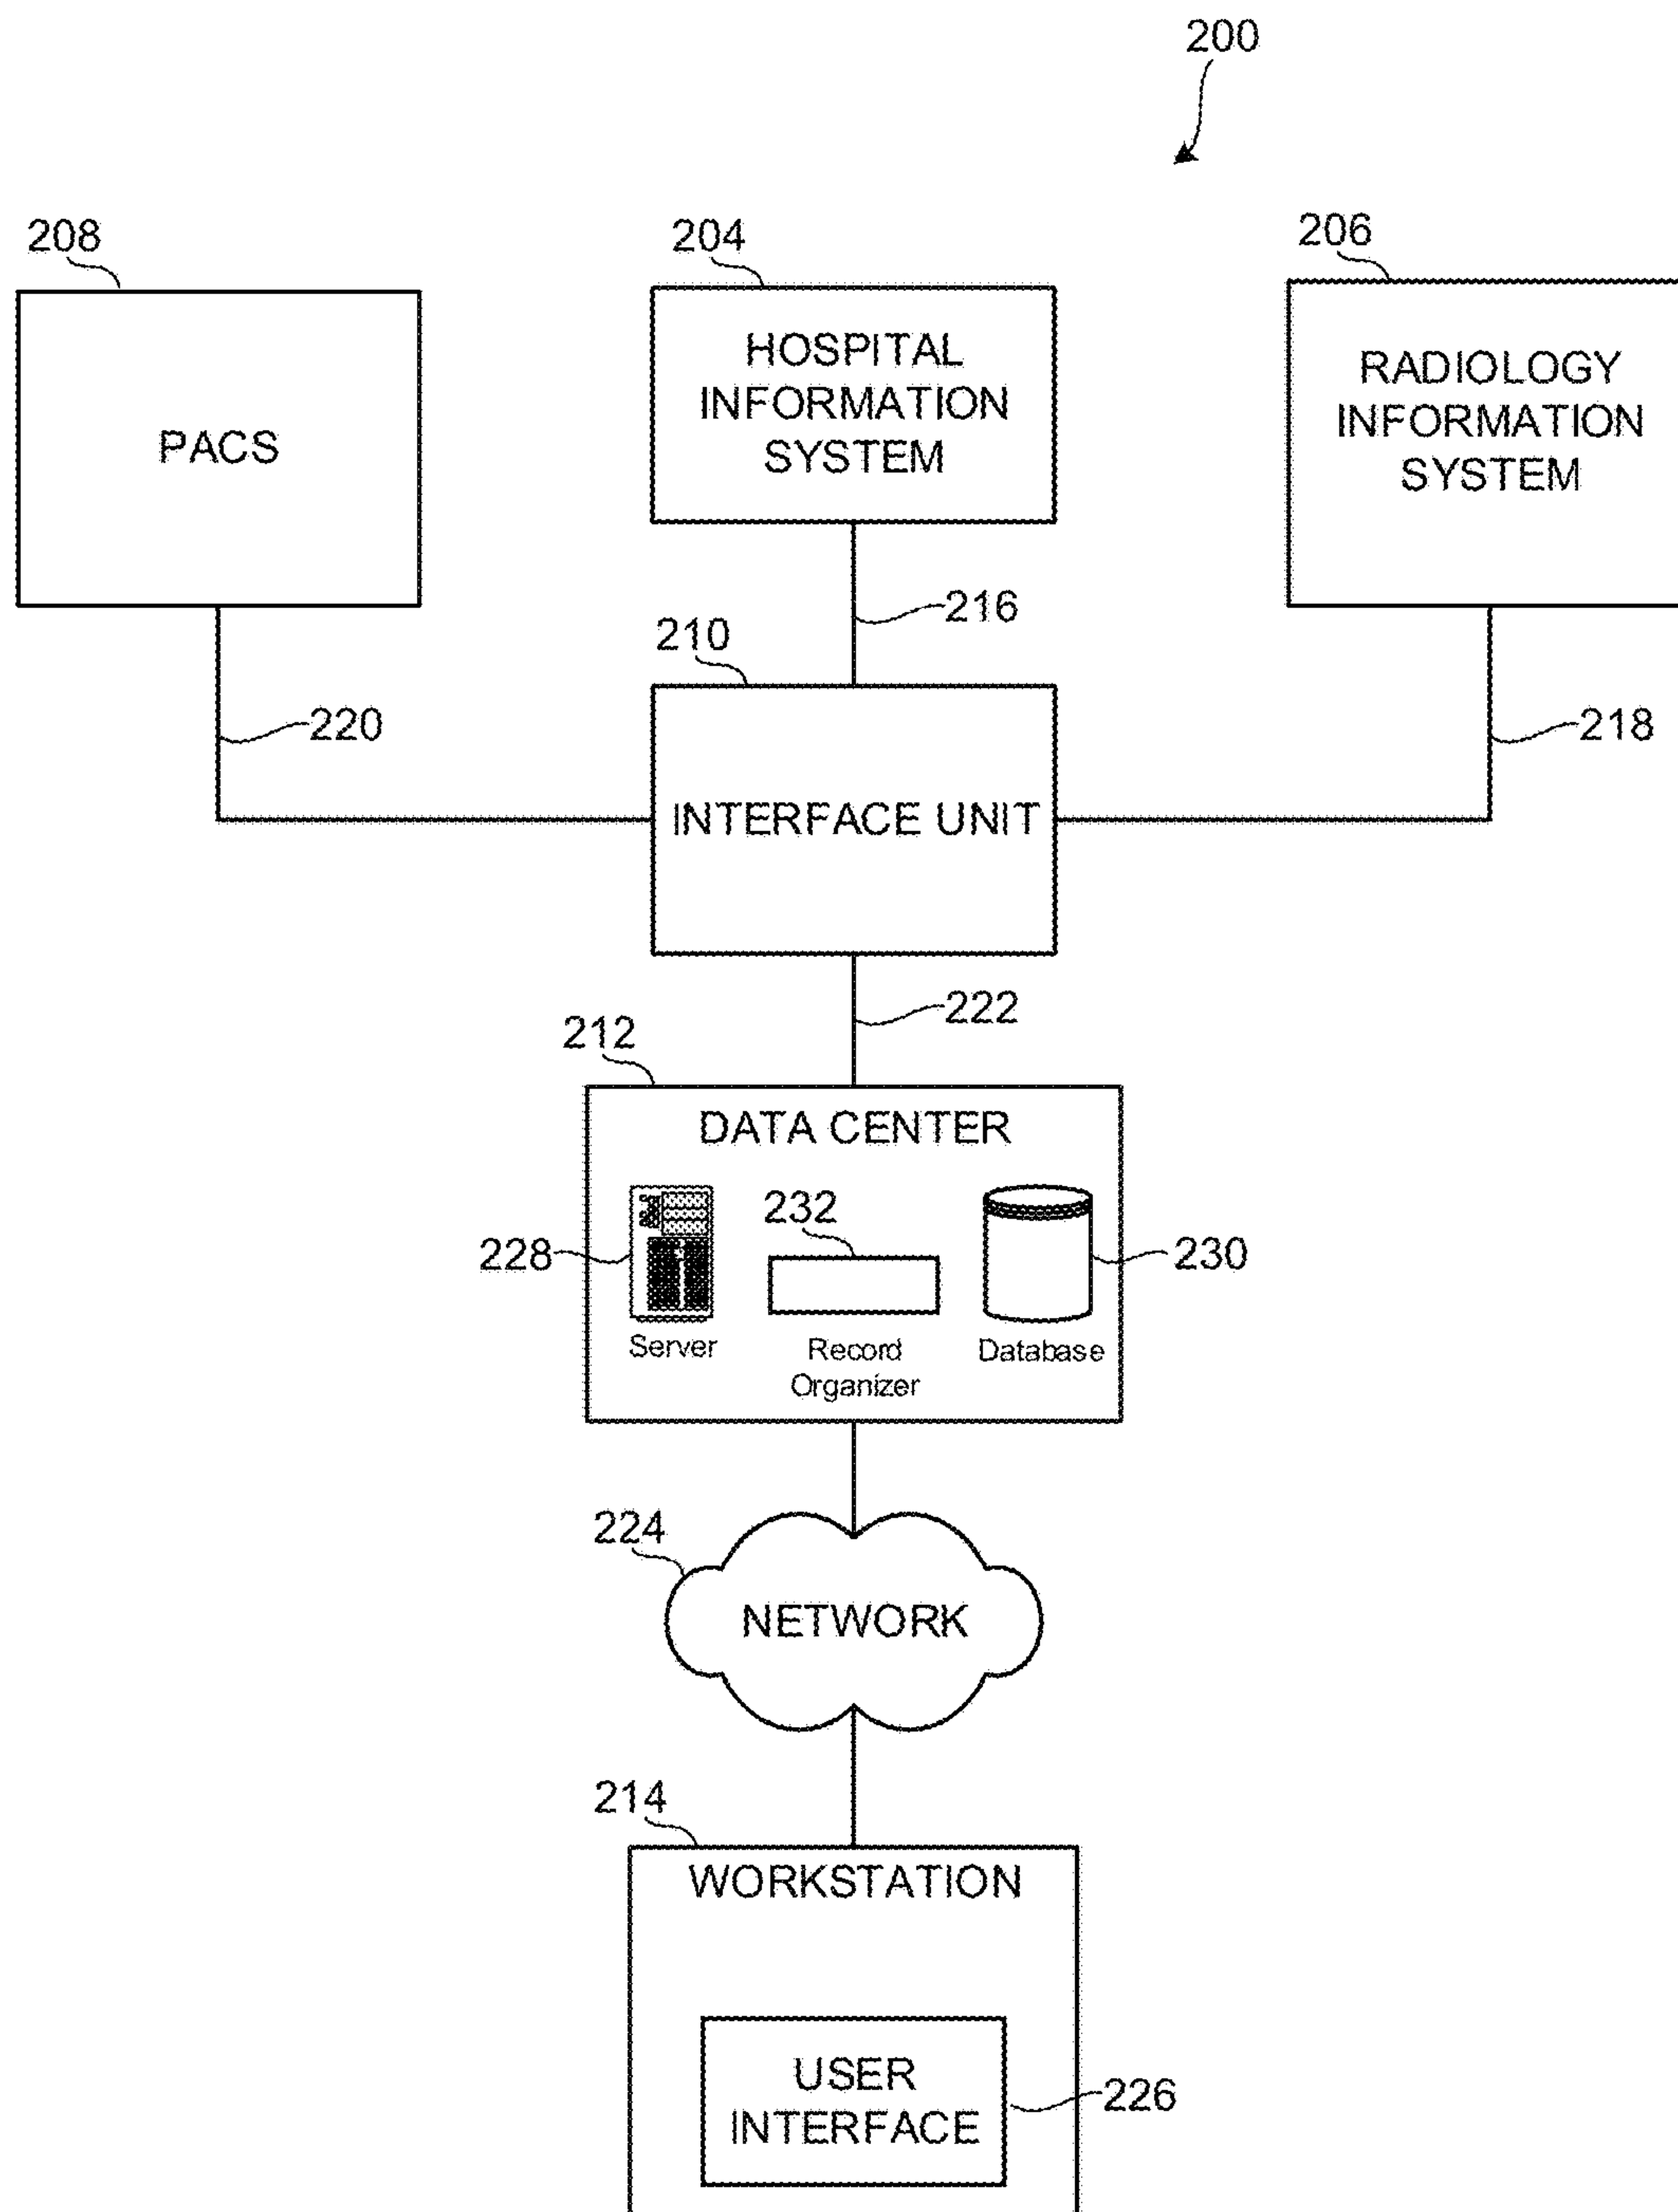 200
208
204
206
PACS
HOSPITAL
INFORMATION
SYSTEM
RADIOLOGY
INFORMATION
SYSTEM
216
210
220
218
INTERFACE UNIT
222
212
DATA CENTER
232
228
230
Server
Record
Organizer
Database
224
NETWORK
214
WORKSTATION
USER
INTERFACE
226